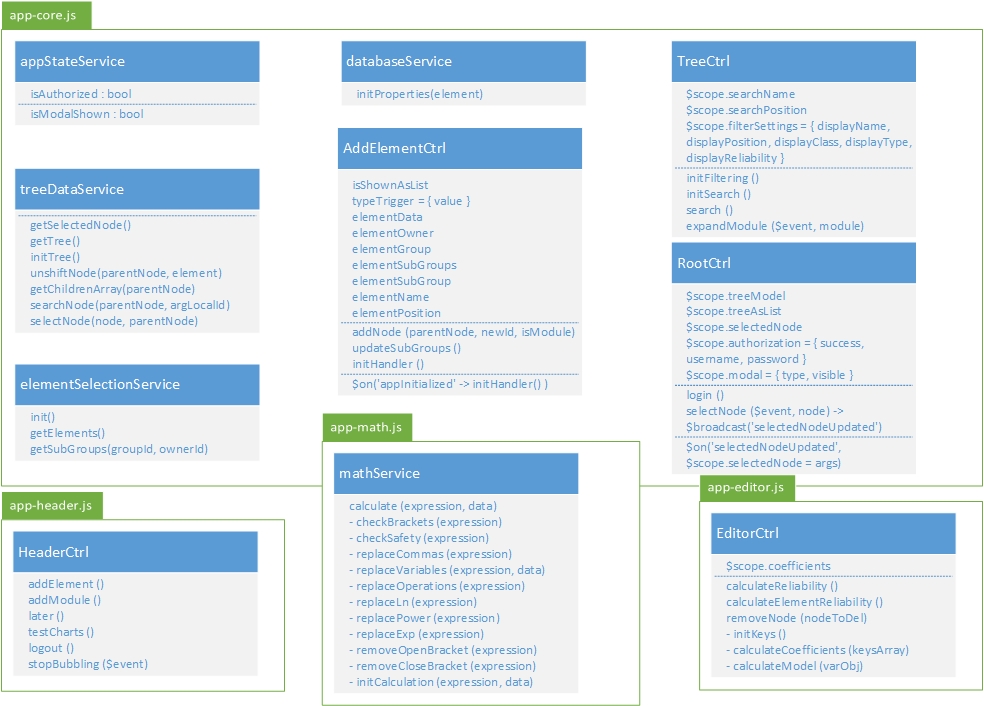 app-core.js
appStateService
isAuthorized : bool
isModalShown : bool
treeDataService
getSelectedNode()
getTree()
initTree()
unshiftNode(parentNode, element)
getChildrenArray(parentNode)
searchNode(parentNode, argLocalId)
selectNode(node, parentNode)
elementSelectionService
init()
getElements()
getSubGroups(groupId, ownerId)
databaseService
initProperties(element)
AddElementCtrl
isShownAsList
typeTrigger = { value }
elementData
elementOwner
elementGroup
elementSubGroups
elementSubGroup
elementName
elementPosition
addNode (parentNode, newId, isModule)
updateSubGroups ()
initHandler ()
$on('appInitialized' -> initHandler() )
TreeCtrl
$scope.searchName
$scope.searchPosition
$scope.filterSettings = { displayName,
displayPosition, displayClass, displayType,
displayReliability }
initFiltering ()
initSearch ()
search ()
expandModule ($event, module)
RootCtrl
$scope.treeModel
$scope.treeAsList
$scope.selectedNode
$scope.authorization = { success,
username, password }
$scope.modal = { type, visible }
login ()
selectNode ($event, node) ->
$broadcast('selectedNodeUpdated')
$on('selectedNodeUpdated',
$scope.selectedNode = args)
app-header.js
HeaderCtrl
addElement ()
addModule ()
later ()
testCharts ()
logout ()
stopBubbling ($event)
app-math.js
mathService
calculate (expression, data)
- checkBrackets (expression)
- checkSafety (expression)
- replaceCommas (expression)
- replaceVariables (expression, data)
- replaceOperations (expression)
- replaceLn (expression)
- replacePower (expression)
- replaceExp (expression)
- removeOpenBracket (expression)
- removeCloseBracket (expression)
- initCalculation (expression, data)
app-editor.js
EditorCtrl
$scope.coefficients
calculateReliability ()
calculateElementReliability ()
removeNode (nodeToDel)
- initKeys ()
- calculateCoefficients (keysArray)
- calculateModel (varObj)